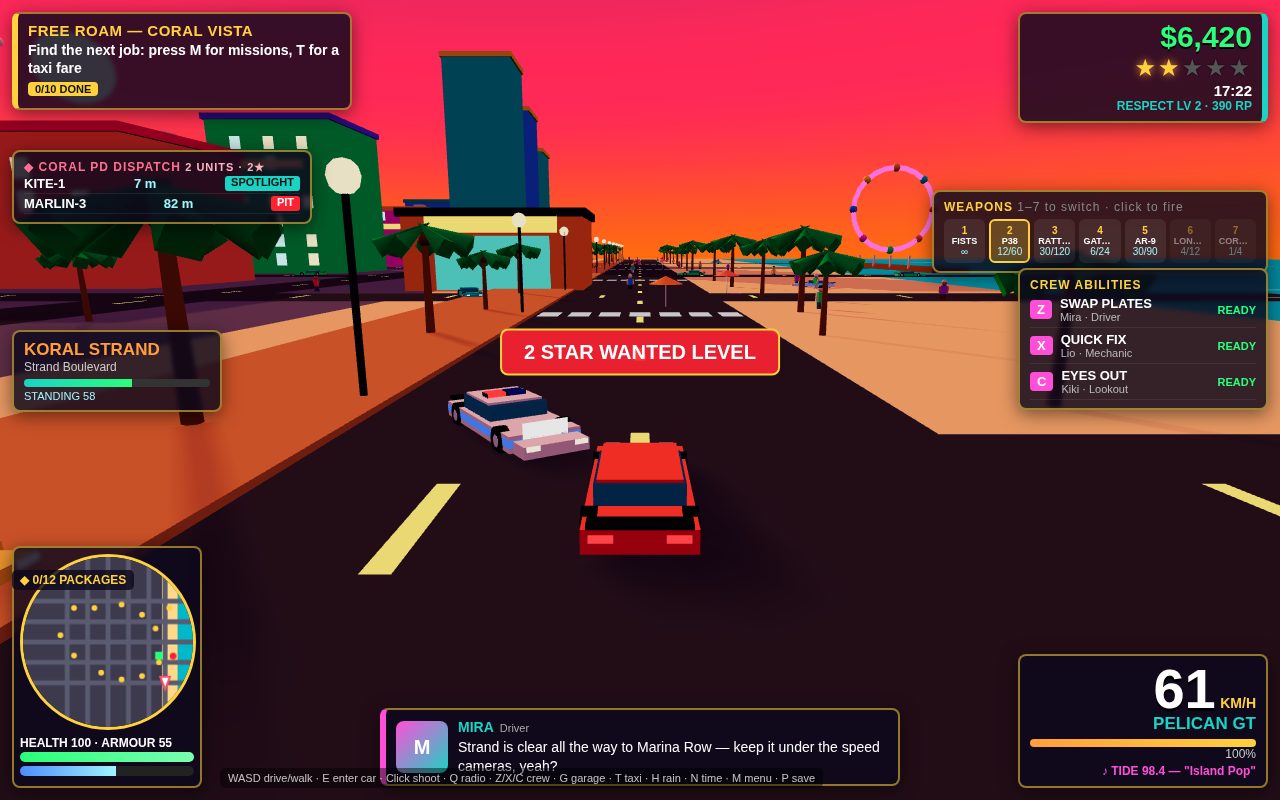 FREE ROAM — CORAL VISTA
Find the next job: press M for missions, T for a
taxi fare
0/10 DONE
$6,420
★★★★★
17:22
RESPECT LV 2 · 390 RP
◆ CORAL PD DISPATCH 2 UNITS · 2★
KITE-1 7 m SPOTLIGHT
MARLIN-3 82 m PIT
WEAPONS 1–7 to switch · click to fire
1 2 3 4 5 6 7
FISTS P38 RATT… GAT… AR-9 LON… COR…
∞ 12/60 30/120 6/24 30/90 4/12 1/4
CREW ABILITIES
Z SWAP PLATES READY
Mira · Driver
X QUICK FIX READY
Lio · Mechanic
C EYES OUT READY
Kiki · Lookout
KORAL STRAND
Strand Boulevard
STANDING 58
2 STAR WANTED LEVEL
◆ 0/12 PACKAGES
HEALTH 100 · ARMOUR 55
M
MIRA Driver
Strand is clear all the way to Marina Row — keep it under the speed
cameras, yeah?
WASD drive/walk · E enter car · Click shoot · Q radio · Z/X/C crew · G garage · T taxi · H rain · N time · M menu · P save
61 KM/H
PELICAN GT
100%
♪ TIDE 98.4 — "Island Pop"